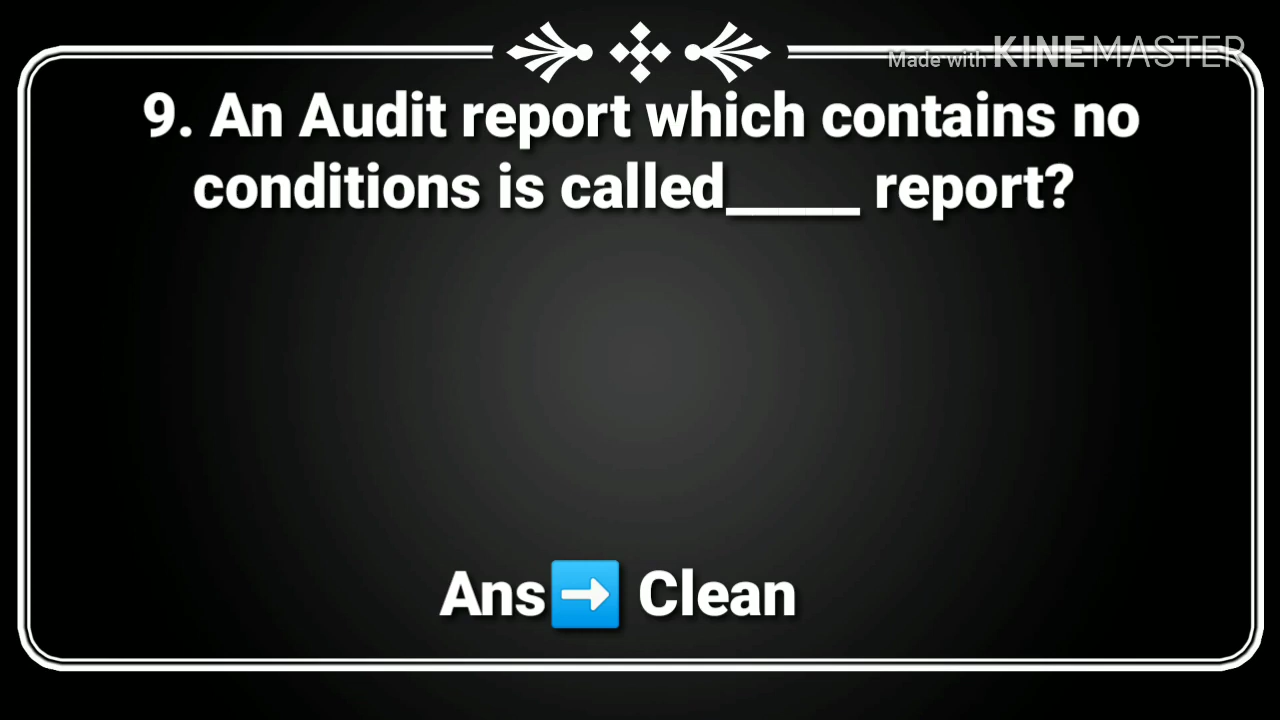 Made with KINEMASTER
9. An Audit report which contains no
conditions is called_____ report?
Ans➡️ Clean